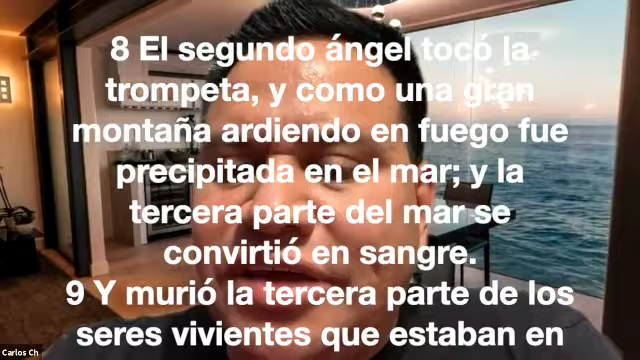 8 El segundo ángel tocó la
trompeta, y como una gran
montaña ardiendo en fuego fue
precipitada en el mar; y la
tercera parte del mar se
convirtió en sangre.
9 Y murió la tercera parte de los
seres vivientes que estaban en
Carlos Ch